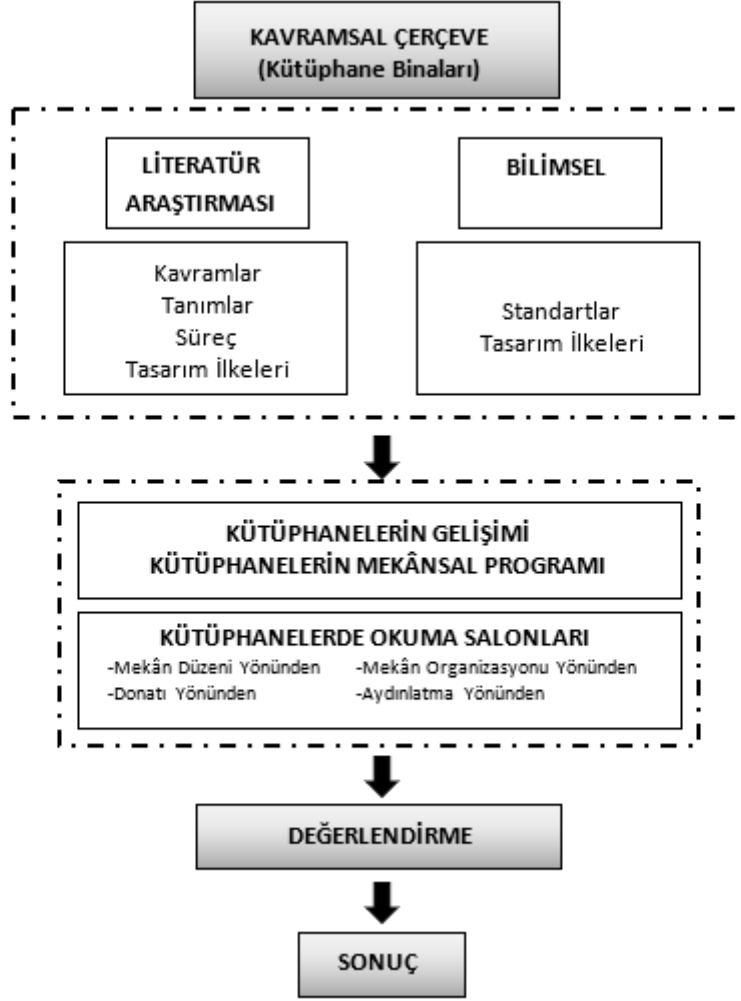 KAVRAMSAL ÇERÇEVE
(Kütüphane Binaları)
LİTERATÜR
ARAŞTIRMASI
BİLİMSEL
Kavramlar
Tanımlar
Süreç
Tasarım İlkeleri
Standartlar
Tasarım İlkeleri
KÜTÜPHANELERİN GELİŞİMİ
KÜTÜPHANELERİN MEKÂNSAL PROGRAMI
KÜTÜPHANELERDE OKUMA SALONLARI
-Mekân Düzeni Yönünden -Mekân Organizasyonu Yönünden
-Donatı Yönünden -Aydınlatma Yönünden
DEĞERLENDİRME
SONUÇ